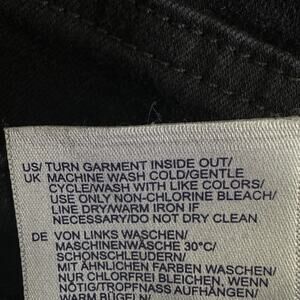 US/ TURN GARMENT INSIDE OUT/
UK MACHINE WASH COLD/GENTLE
CYCLE/WASH WITH LIKE COLORS/
USE ONLY NON-CHLORINE BLEACH/
LINE DRY/WARM IRON IF
NECESSARY/DO NOT DRY CLEAN
DE VON LINKS WASCHEN/
MASCHINENWÄSCHE 30°C/
SCHONSCHLEUDERN/
MIT ÄHNLICHEN FARBEN WASCHEN/
NUR CHLORFREI BLEICHEN, WENN
NÖTIG/TROPFNASS AUFHÄNGEN/
WARM BÜGELN/